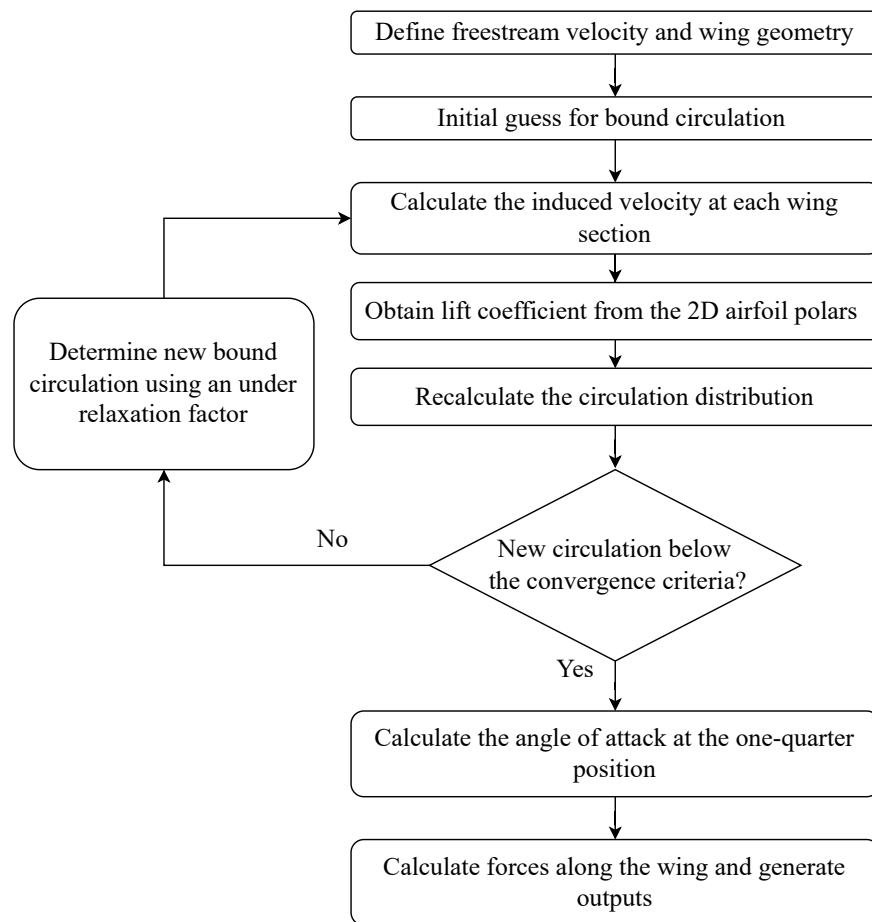 Define freestream velocity and wing geometry
Initial guess for bound circulation
Calculate the induced velocity at each wing
section
Obtain lift coefficient from the 2D airfoil polars
Recalculate the circulation distribution
Determine new bound
circulation using an under
relaxation factor
No
New circulation below
the convergence criteria?
Yes
Calculate the angle of attack at the one-quarter
position
Calculate forces along the wing and generate
outputs